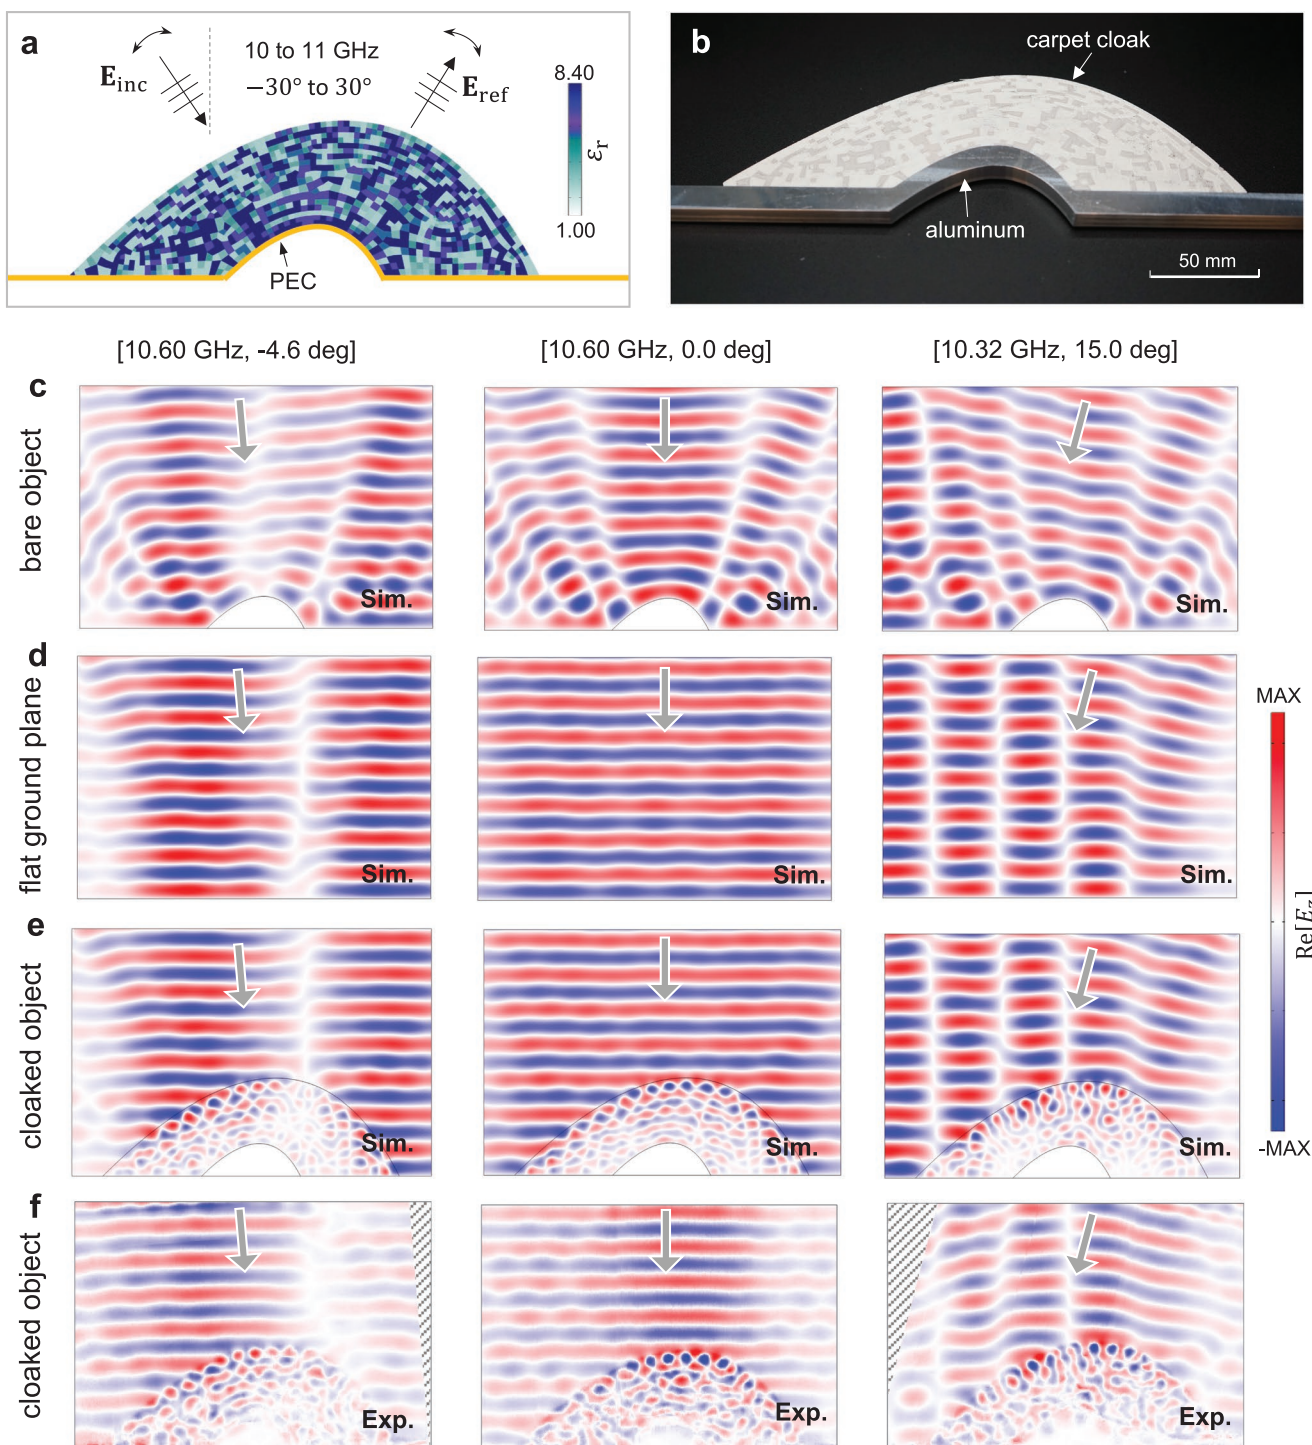 a
E_inc
10 to 11 GHz
−30° to 30°
E_ref
8.40
ε_r
1.00
PEC
b
carpet cloak
aluminum
50 mm
[10.60 GHz, -4.6 deg]
[10.60 GHz, 0.0 deg]
[10.32 GHz, 15.0 deg]
c
bare object
Sim.
Sim.
Sim.
d
flat ground plane
Sim.
Sim.
Sim.
e
cloaked object
Sim.
Sim.
Sim.
f
cloaked object
Exp.
Exp.
Exp.
MAX
Re[E_z]
-MAX